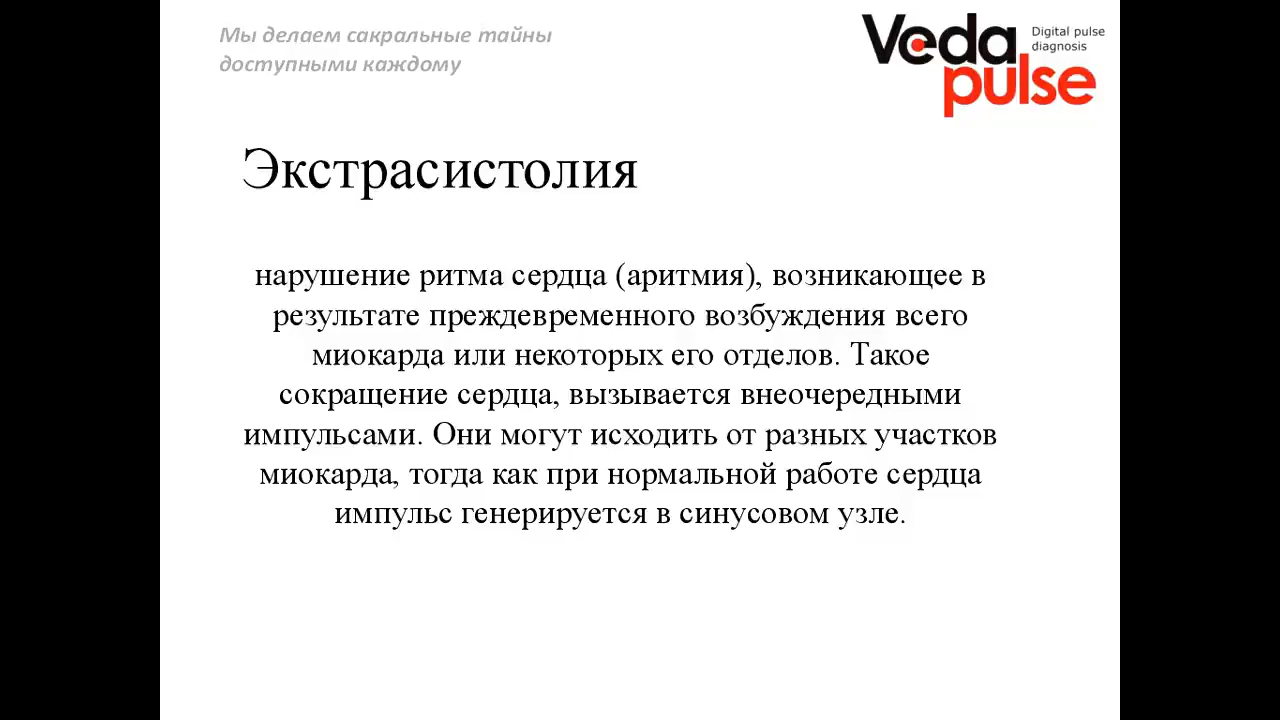 Мы делаем сакральные тайны
доступными каждому
Veda
pulse
Digital pulse
diagnosis
Экстрасистолия
нарушение ритма сердца (аритмия), возникающее в
результате преждевременного возбуждения всего
миокарда или некоторых его отделов. Такое
сокращение сердца, вызывается внеочередными
импульсами. Они могут исходить от разных участков
миокарда, тогда как при нормальной работе сердца
импульс генерируется в синусовом узле.